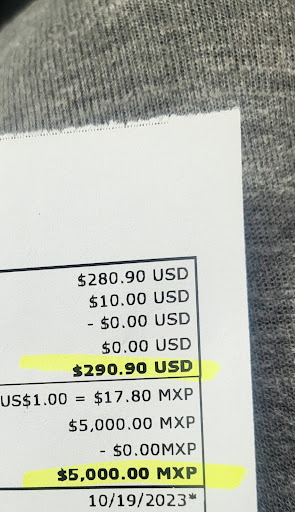 $280.90 USD
$10.00 USD
- $0.00 USD
$0.00 USD
$290.90 USD
US$1.00 = $17.80 MXP
$5,000.00 MXP
- $0.00MXP
$5,000.00 MXP
10/19/2023*